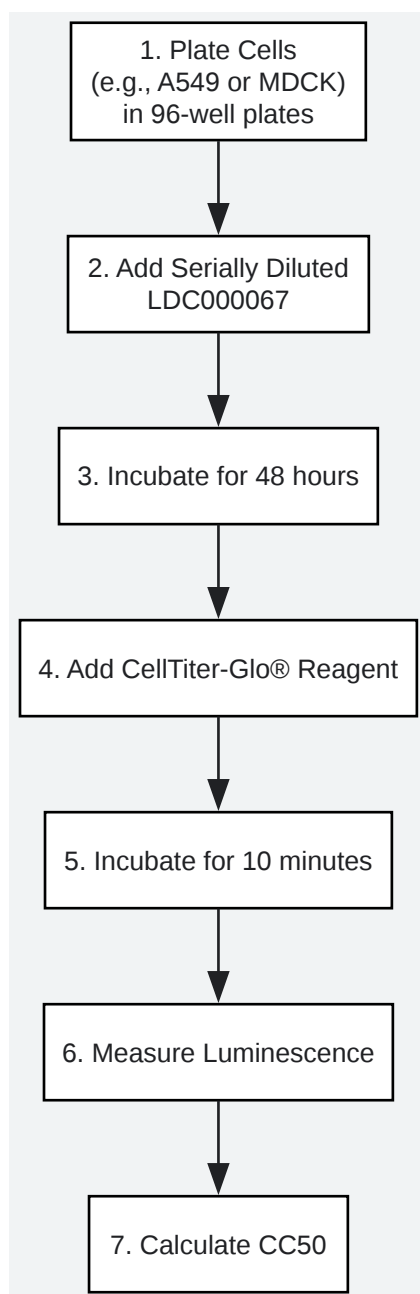 1. Plate Cells
(e.g., A549 or MDCK)
in 96-well plates
2. Add Serially Diluted
LDC000067
3. Incubate for 48 hours
4. Add CellTiter-Glo® Reagent
5. Incubate for 10 minutes
6. Measure Luminescence
7. Calculate CC50